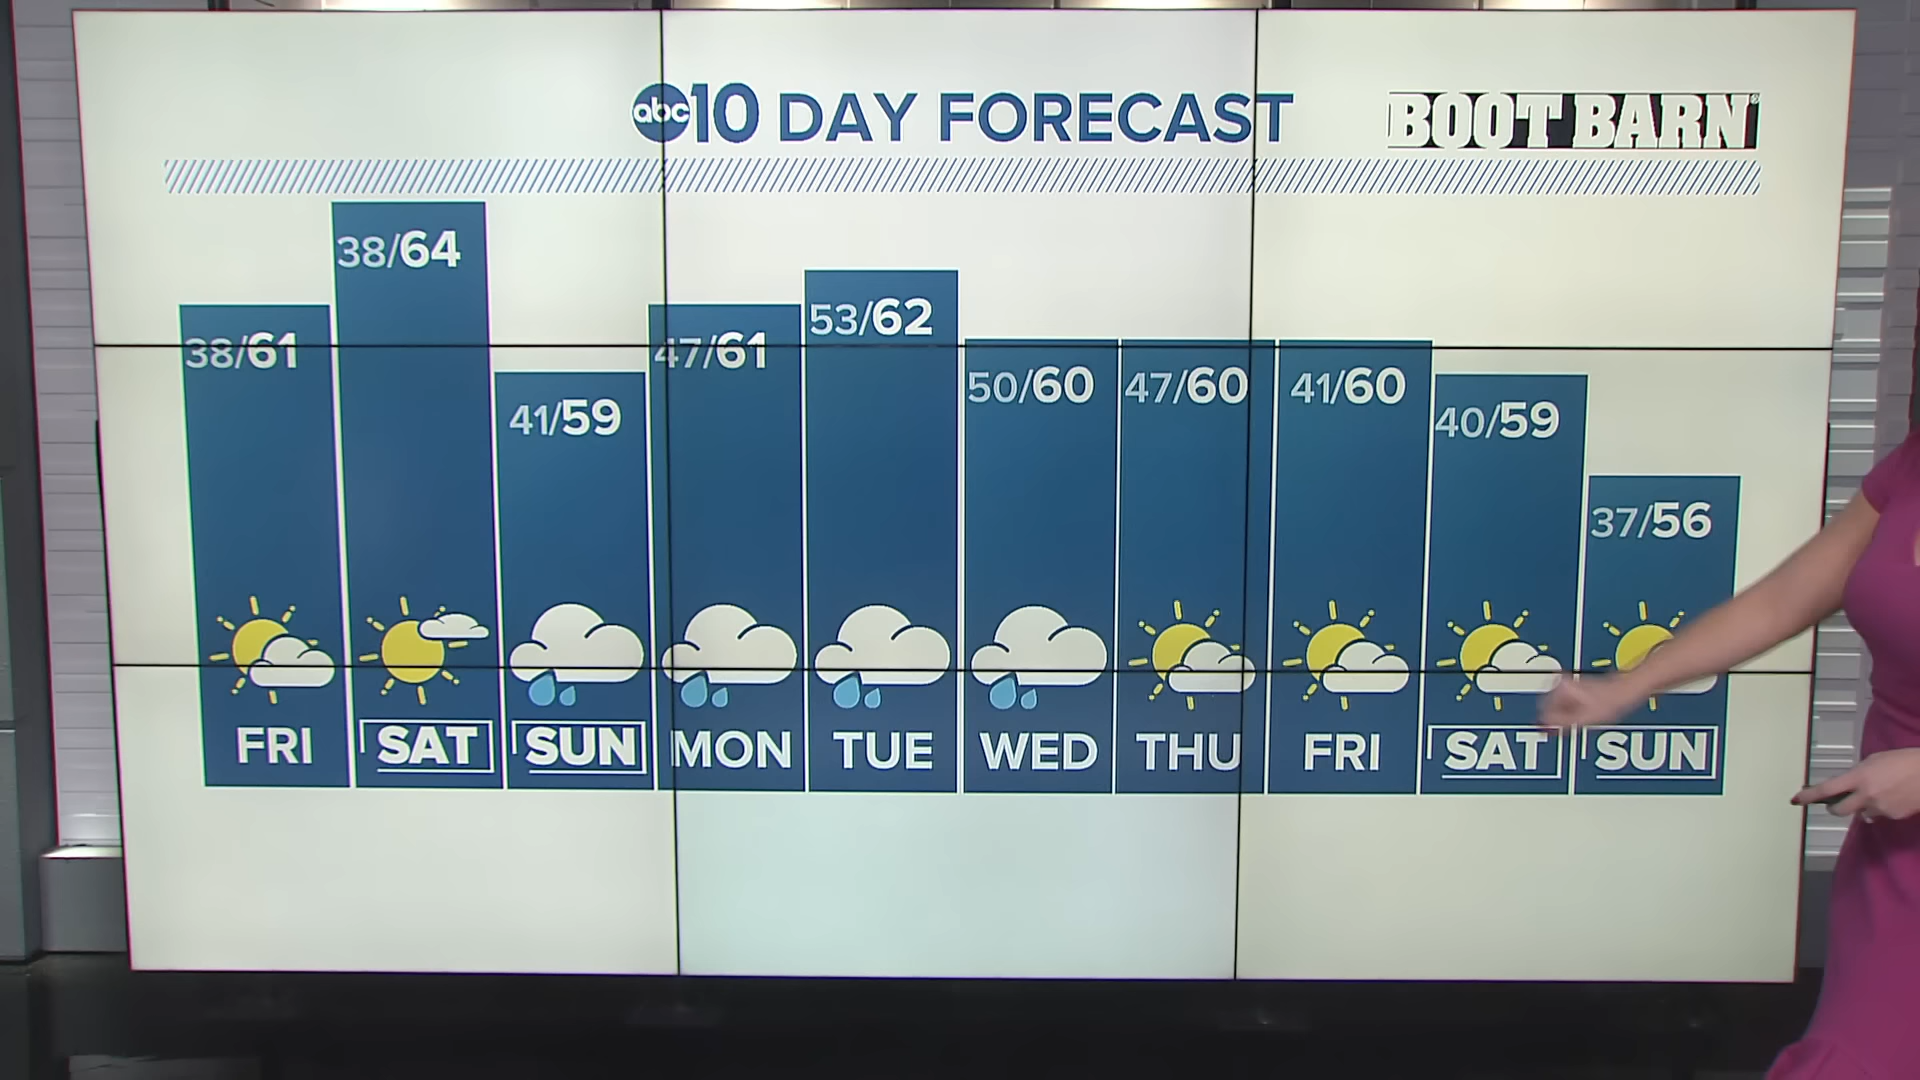 abc10 DAY FORECAST
BOOT BARN®
38/61
38/64
41/59
47/61
53/62
50/60
47/60
41/60
40/59
37/56
FRI
SAT
SUN
MON
TUE
WED
THU
FRI
SAT
SUN